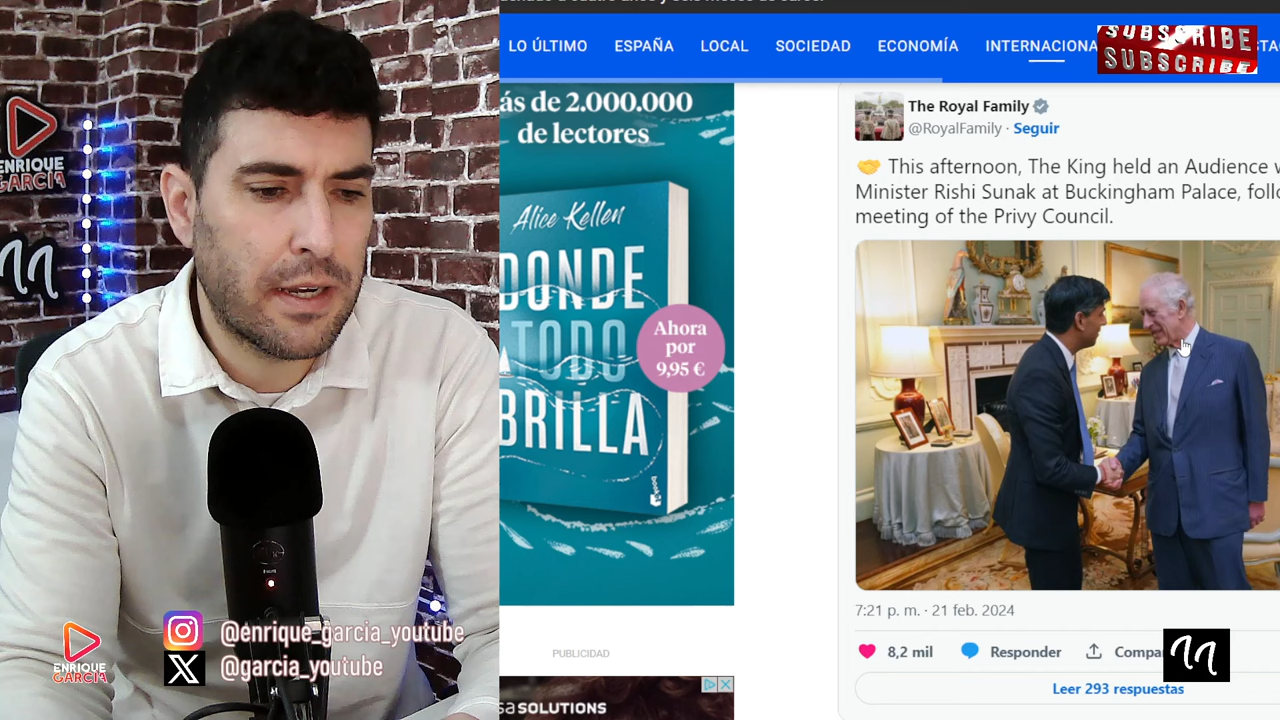 LO ÚLTIMO
ESPAÑA
LOCAL
SOCIEDAD
ECONOMÍA
INTERNACIONA
SUBSCRIBE
SUBSCRIBE
ENRIQUE
GARCIA
ás de 2.000.000
de lectores
Alice Kellen
DONDE
TODO
BRILLA
Ahora
por
9,95 €
booket
PUBLICIDAD
SOLUTIONS
The Royal Family
@RoyalFamily · Seguir
🤝 This afternoon, The King held an Audience w
Minister Rishi Sunak at Buckingham Palace, follo
meeting of the Privy Council.
7:21 p. m. · 21 feb. 2024
8,2 mil
Responder
Compa
Leer 293 respuestas
@enrique_garcia_youtube
@garcia_youtube
ENRIQUE
GARCIA